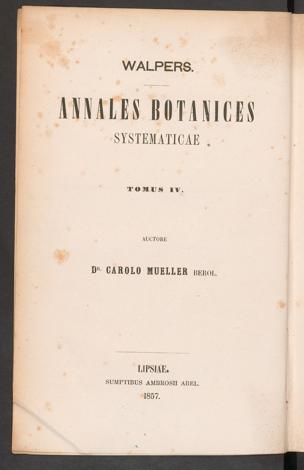 WALPERS.
ANNALES BOTANICES
SYSTEMATICAE
TOMUS IV.
AUCTORE
DR. CAROLO MUELLER BEROL.
LIPSIAE.
SUMPTIBUS AMBROSII ABEL.
1857.